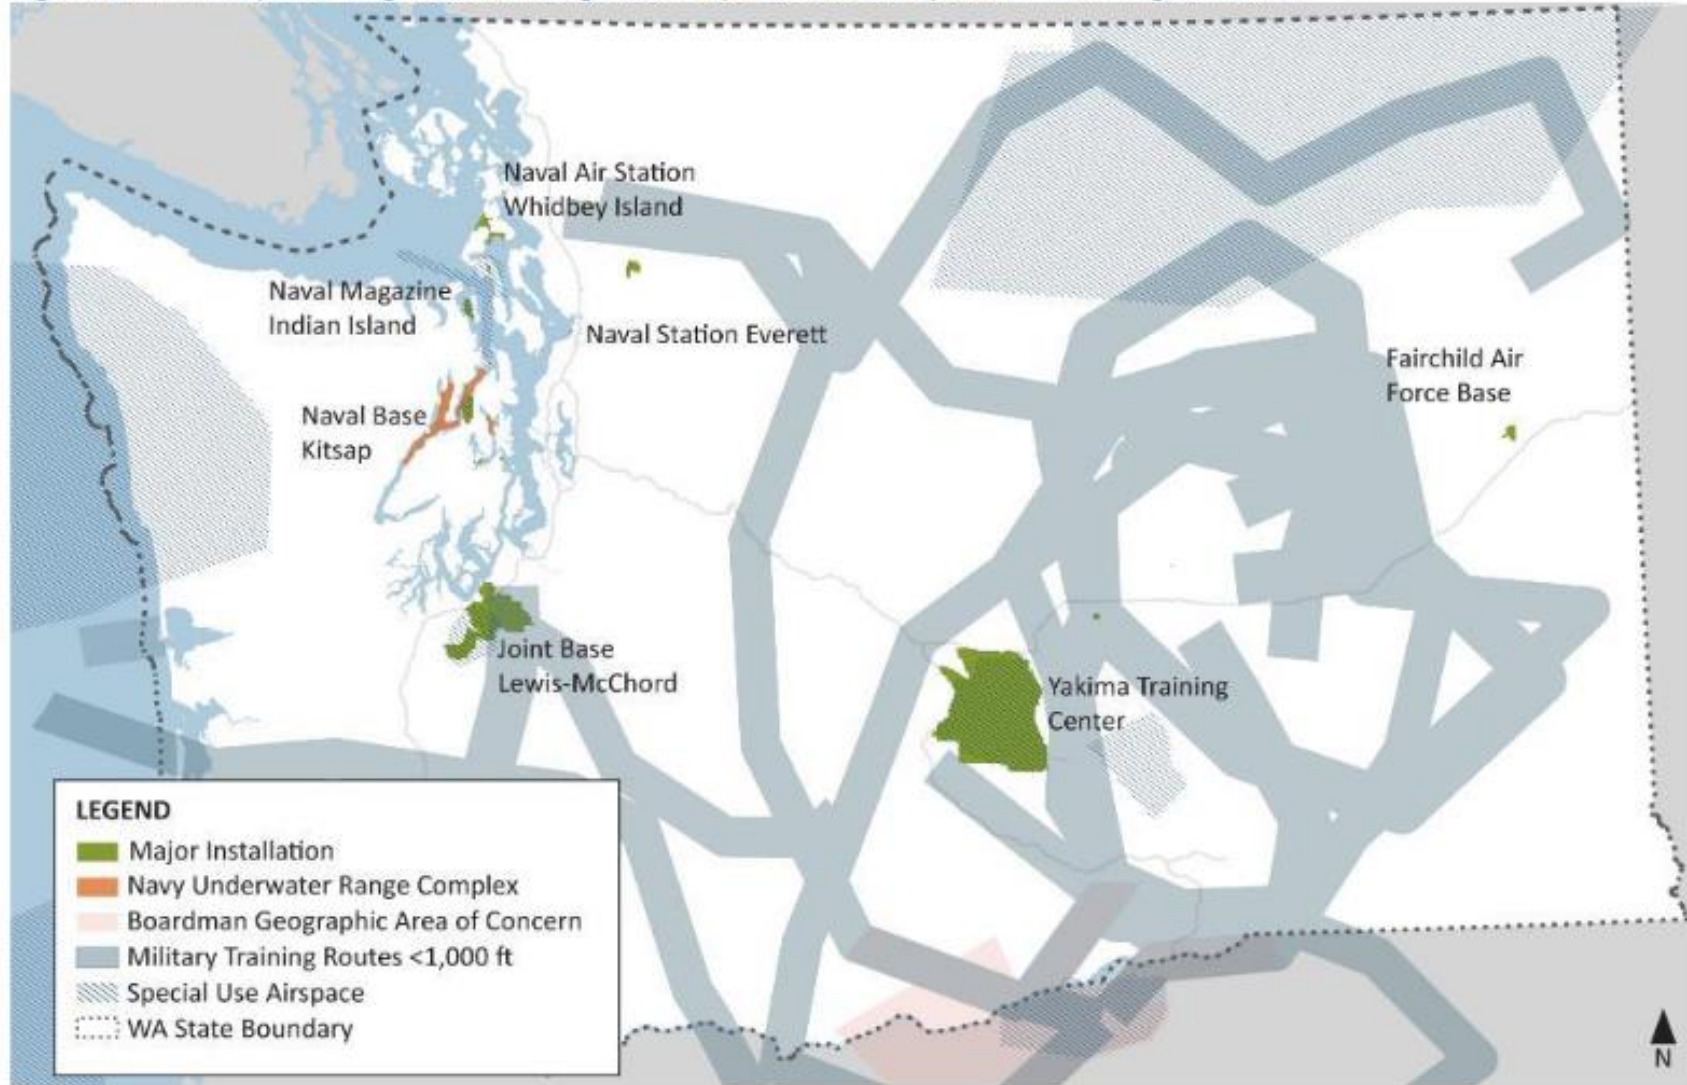 Naval Air Station
Whidbey Island
Naval Magazine
Indian Island
Naval Station Everett
Fairchild Air
Force Base
Naval Base
Kitsap
Joint Base
Lewis-McChord
Yakima Training
Center
LEGEND
Major Installation
Navy Underwater Range Complex
Boardman Geographic Area of Concern
Military Training Routes <1,000 ft
Special Use Airspace
WA State Boundary
N